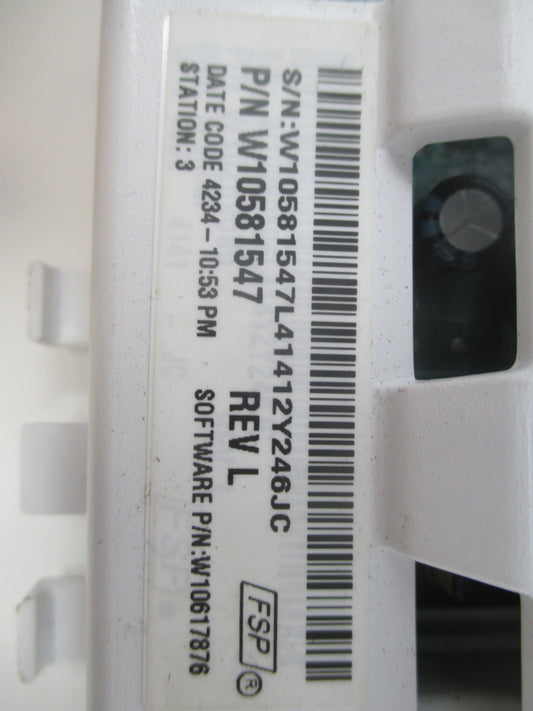 S/N:W10581547L41412Y246JC
P/N W10581547 REV L
FSP®
DATE CODE 4234-10:53 PM SOFTWARE P/N:W10617876
STATION: 3